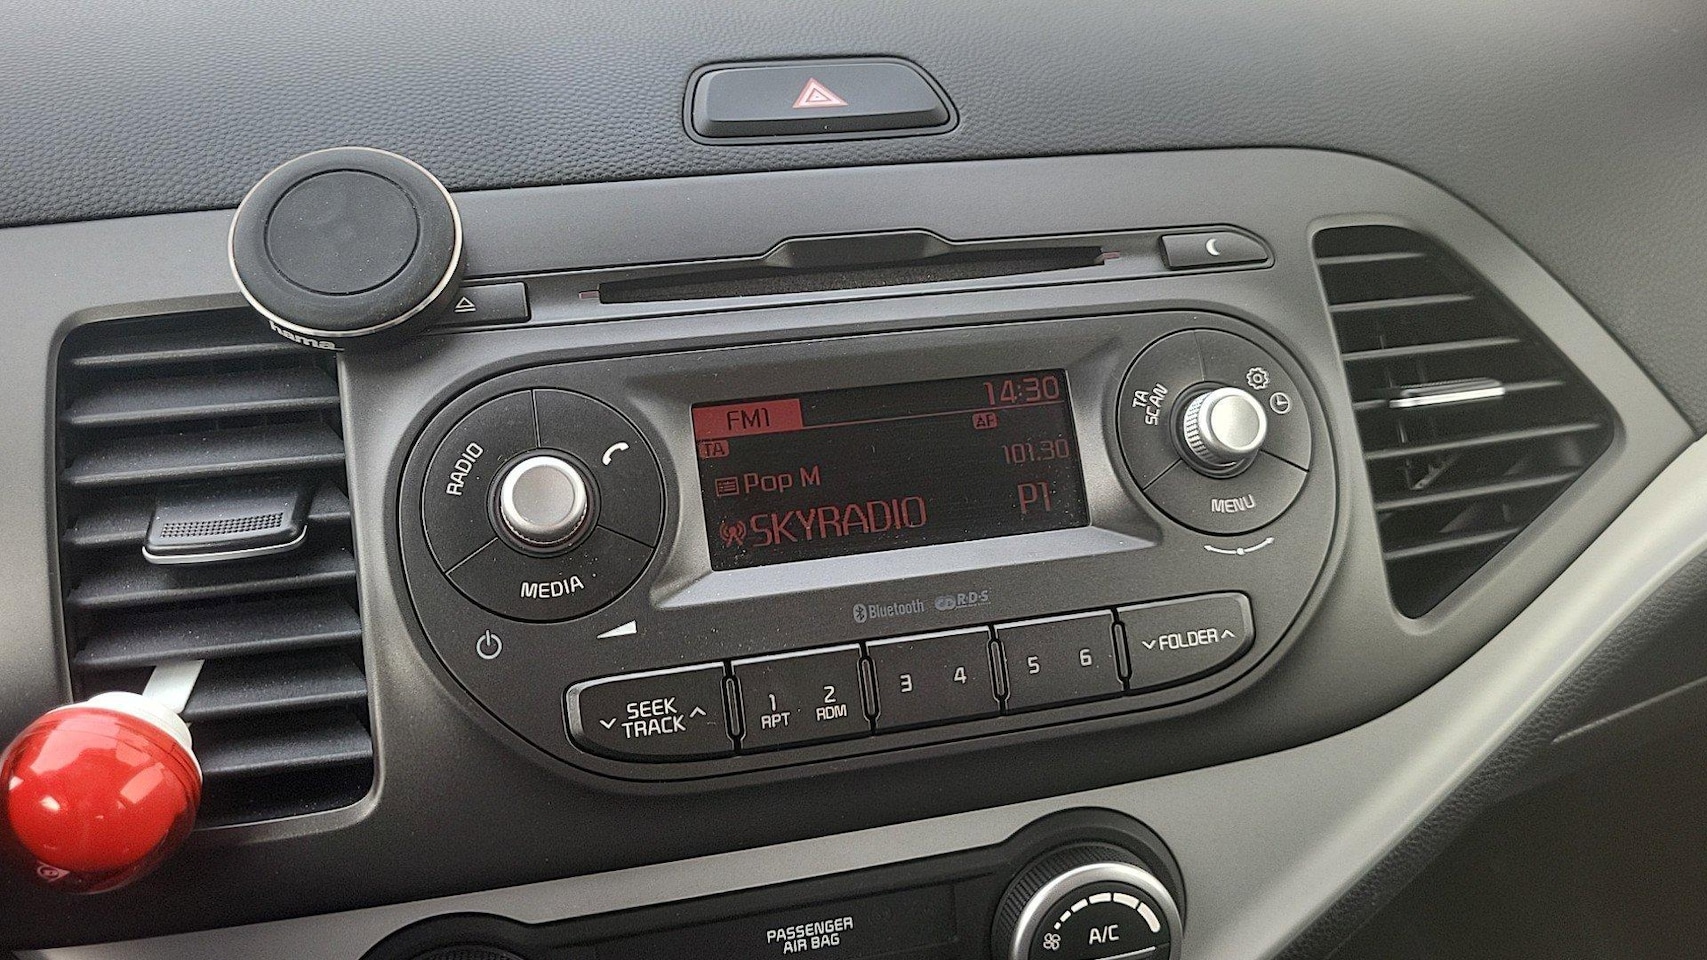 hama
14:30
FM1
AF
TA
101.30
Pop M
SKYRADIO
P1
RADIO
MEDIA
TA
SCAN
MENU
Bluetooth
R·D·S
SEEK
TRACK
1
RPT
2
RDM
3
4
5
6
FOLDER
PASSENGER
AIR BAG
A/C